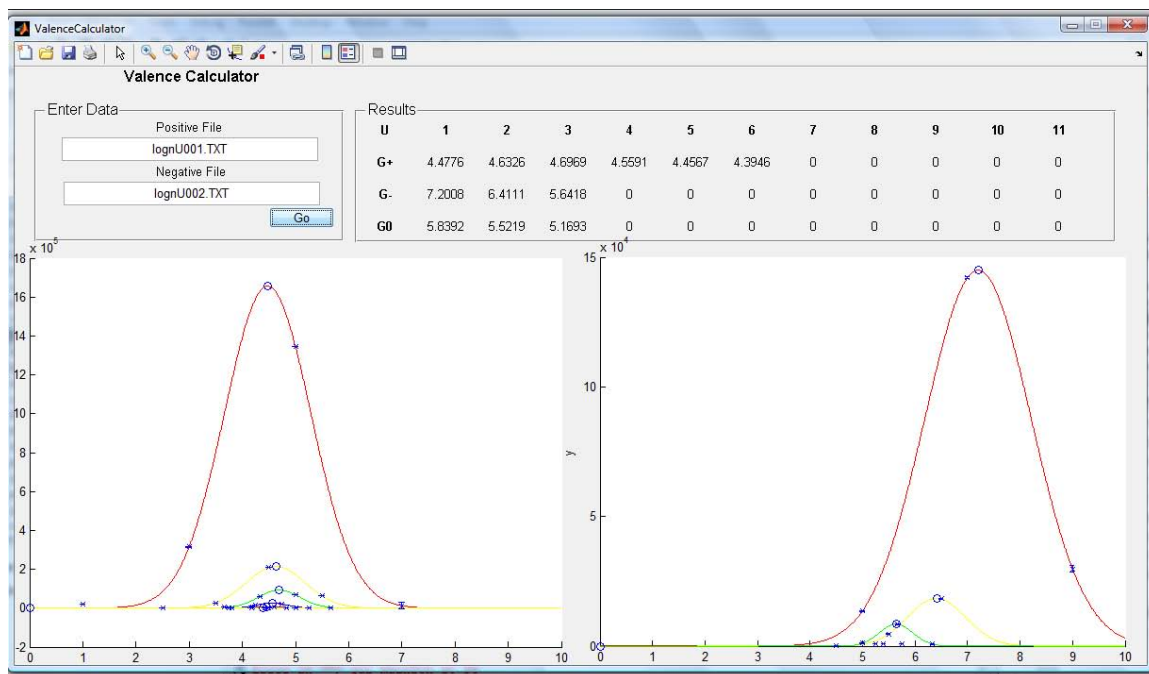 ValenceCalculator
Valence Calculator
Enter Data
Positive File
lognU001.TXT
Negative File
lognU002.TXT
Go
Results
U 1 2 3 4 5 6 7 8 9 10 11
G+ 4.4776 4.6326 4.6969 4.5591 4.4567 4.3946 0 0 0 0 0
G- 7.2008 6.4111 5.6418 0 0 0 0 0 0 0 0
G0 5.8392 5.5219 5.1693 0 0 0 0 0 0 0 0
x 10^5
18
16
14
12
10
8
6
4
2
0
-2
0 1 2 3 4 5 6 7 8 9 10
x 10^4
15
10
5
0
y
0 1 2 3 4 5 6 7 8 9 10